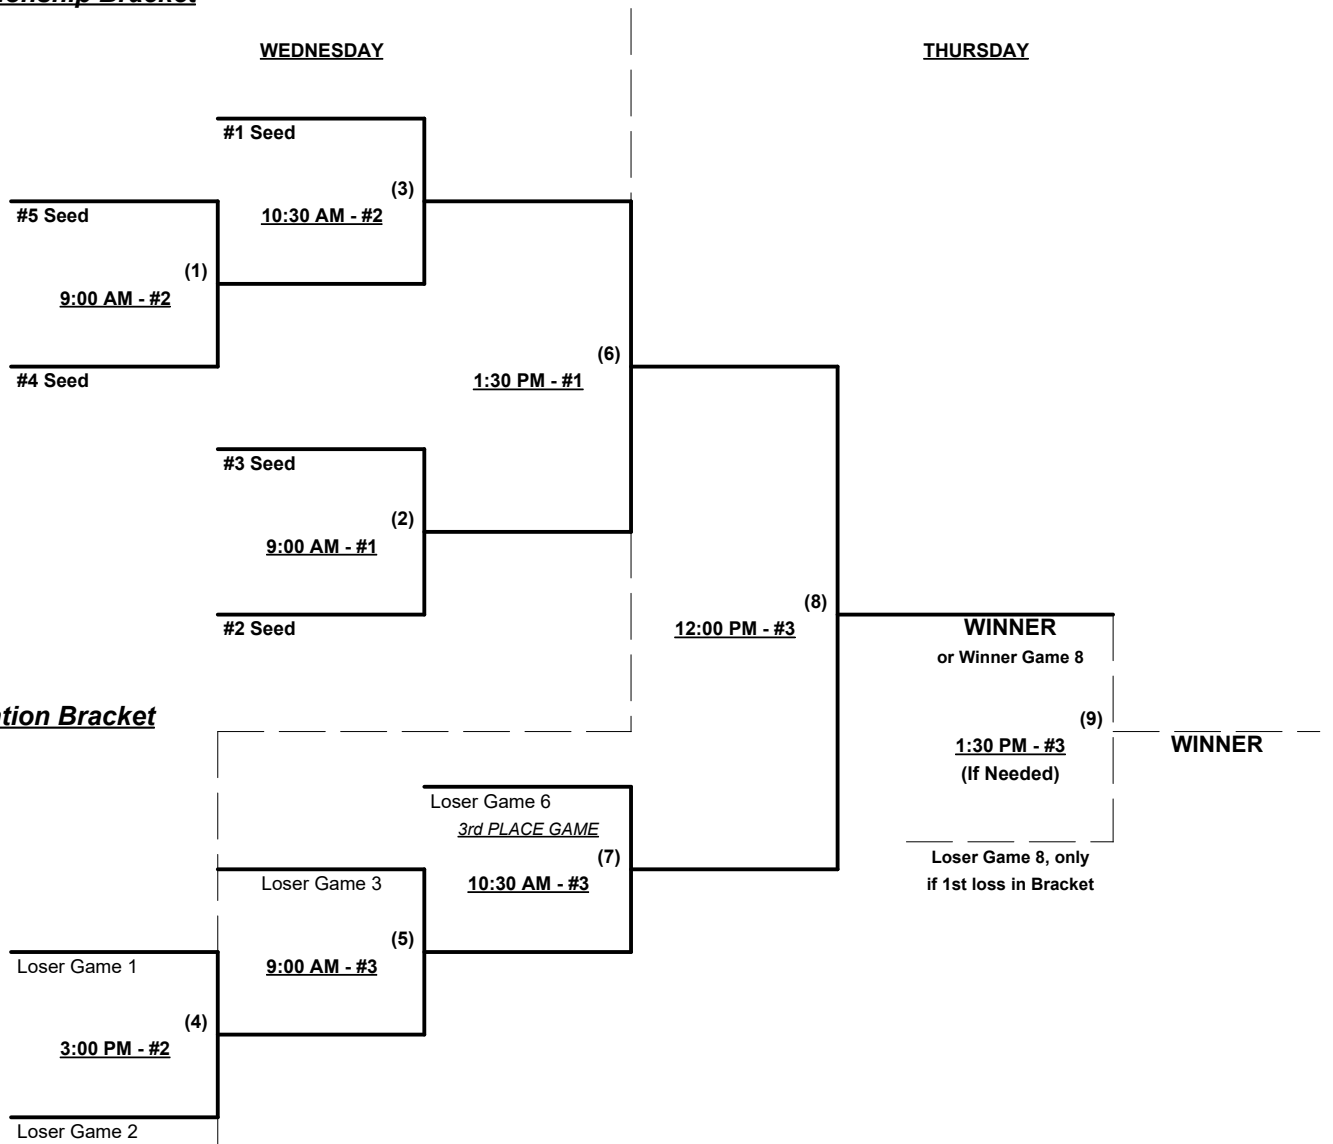 WEDNESDAY
THURSDAY
#1 Seed
(3)
10:30 AM - #2
#5 Seed
(1)
9:00 AM - #2
#4 Seed
(6)
1:30 PM - #1
#3 Seed
(2)
9:00 AM - #1
#2 Seed
(8)
12:00 PM - #3
WINNER
or Winner Game 8
(9)
1:30 PM - #3
(If Needed)
WINNER
Loser Game 8, only
if 1st loss in Bracket
Bracket
Loser Game 6
3rd PLACE GAME
(7)
10:30 AM - #3
Loser Game 3
(5)
9:00 AM - #3
Loser Game 1
(4)
3:00 PM - #2
Loser Game 2